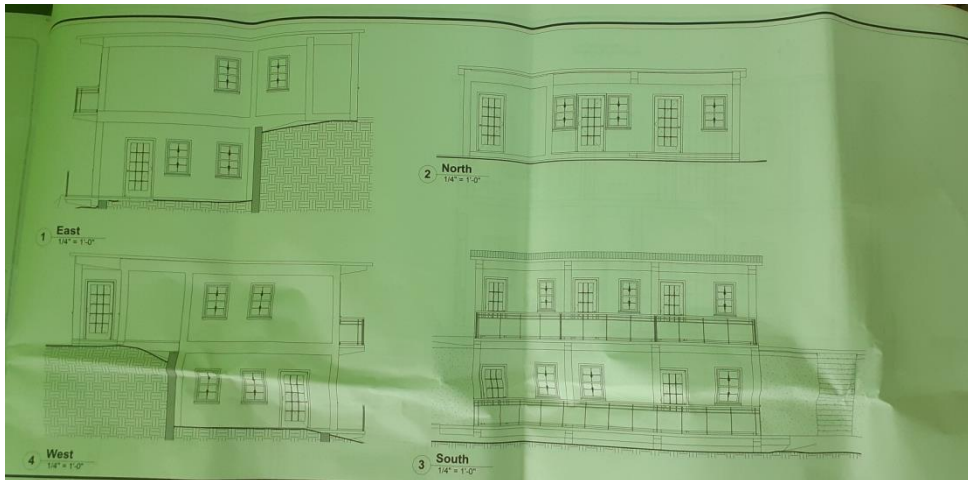 1 East
1/4" = 1'-0"
2 North
1/4" = 1'-0"
4 West
1/4" = 1'-0"
3 South
1/4" = 1'-0"